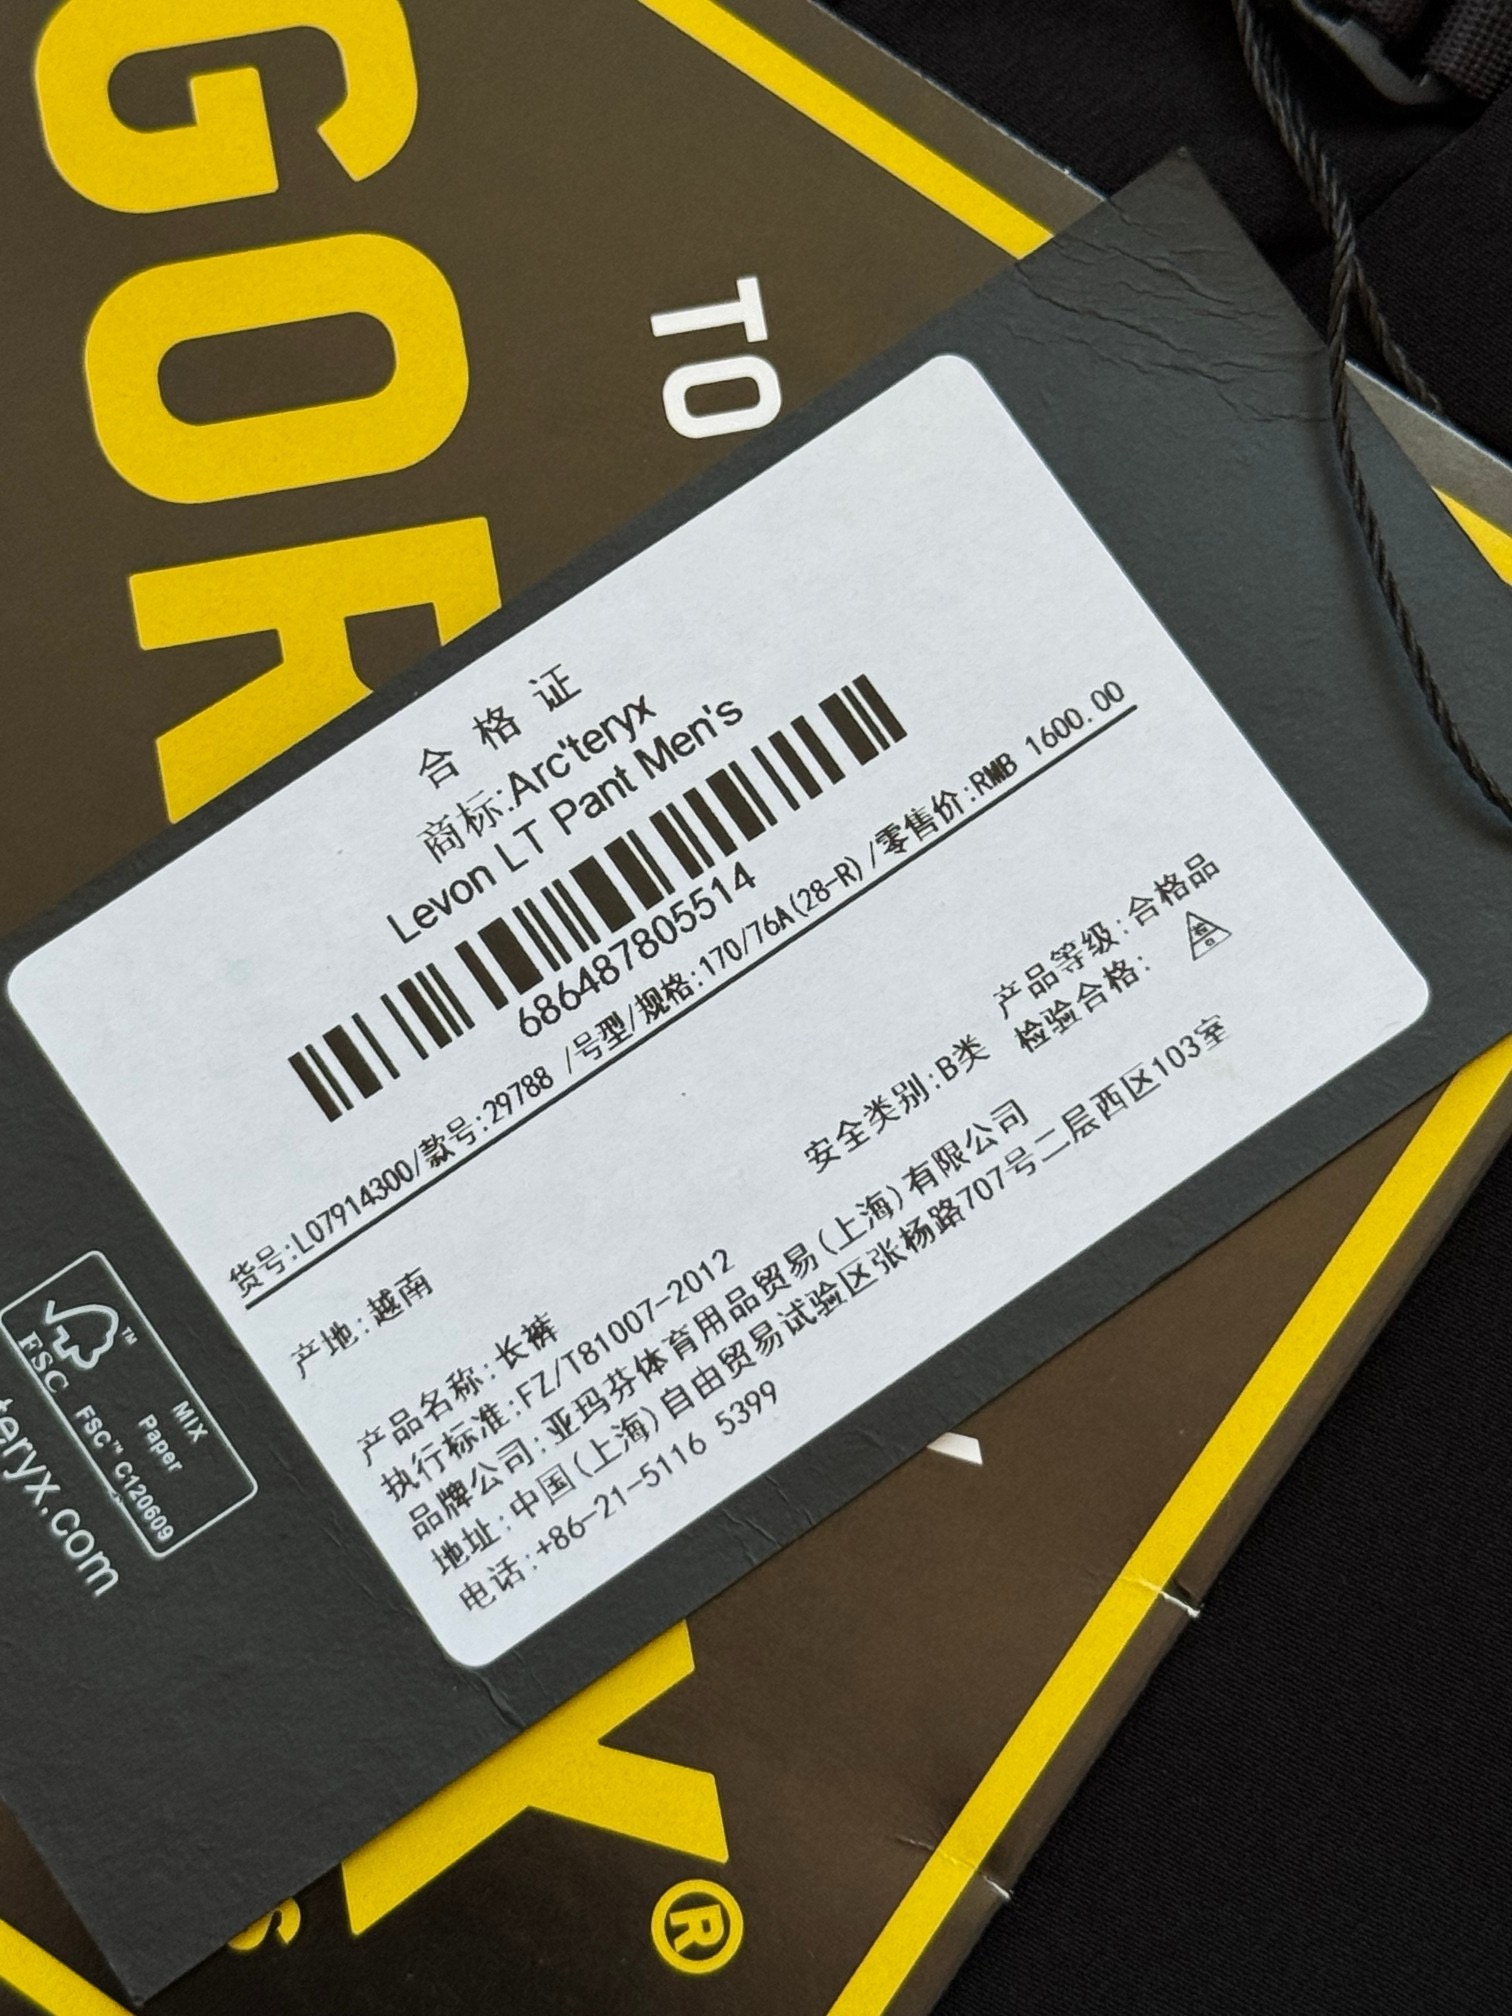 GOR
TO
合格证
商标:Arc'teryx
Levon LT Pant Men's
686487805514
货号:L07914300/款号:29788 /号型/规格:170/76A(28-R) /零售价:RMB 1600.00
产地:越南
安全类别:B类 产品等级:合格品
检验合格:
产品名称:长裤
执行标准:FZ/T81007-2012
品牌公司:亚玛芬体育用品贸易(上海)有限公司
地址:中国(上海)自由贸易试验区张杨路707号二层西区103室
电话:+86-21-5116 5399
FSC™
MIX
Paper
FSC™ C120609
teryx.com
X®